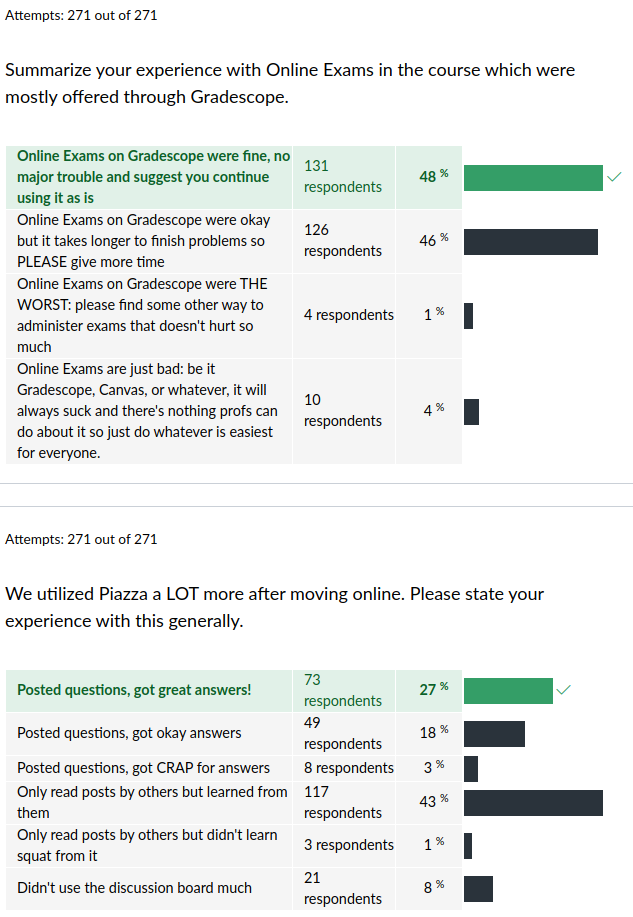 Attempts: 271 out of 271
Summarize your experience with Online Exams in the course which were
mostly offered through Gradescope.
Online Exams on Gradescope were fine, no
major trouble and suggest you continue
using it as is
131
respondents
48 %
Online Exams on Gradescope were okay
but it takes longer to finish problems so
PLEASE give more time
126
respondents
46 %
Online Exams on Gradescope were THE
WORST: please find some other way to
administer exams that doesn't hurt so
much
4 respondents
1 %
Online Exams are just bad: be it
Gradescope, Canvas, or whatever, it will
always suck and there's nothing profs can
do about it so just do whatever is easiest
for everyone.
10
respondents
4 %
Attempts: 271 out of 271
We utilized Piazza a LOT more after moving online. Please state your
experience with this generally.
Posted questions, got great answers!
73
respondents
27 %
Posted questions, got okay answers
49
respondents
18 %
Posted questions, got CRAP for answers
8 respondents
3 %
Only read posts by others but learned from
them
117
respondents
43 %
Only read posts by others but didn't learn
squat from it
3 respondents
1 %
Didn't use the discussion board much
21
respondents
8 %